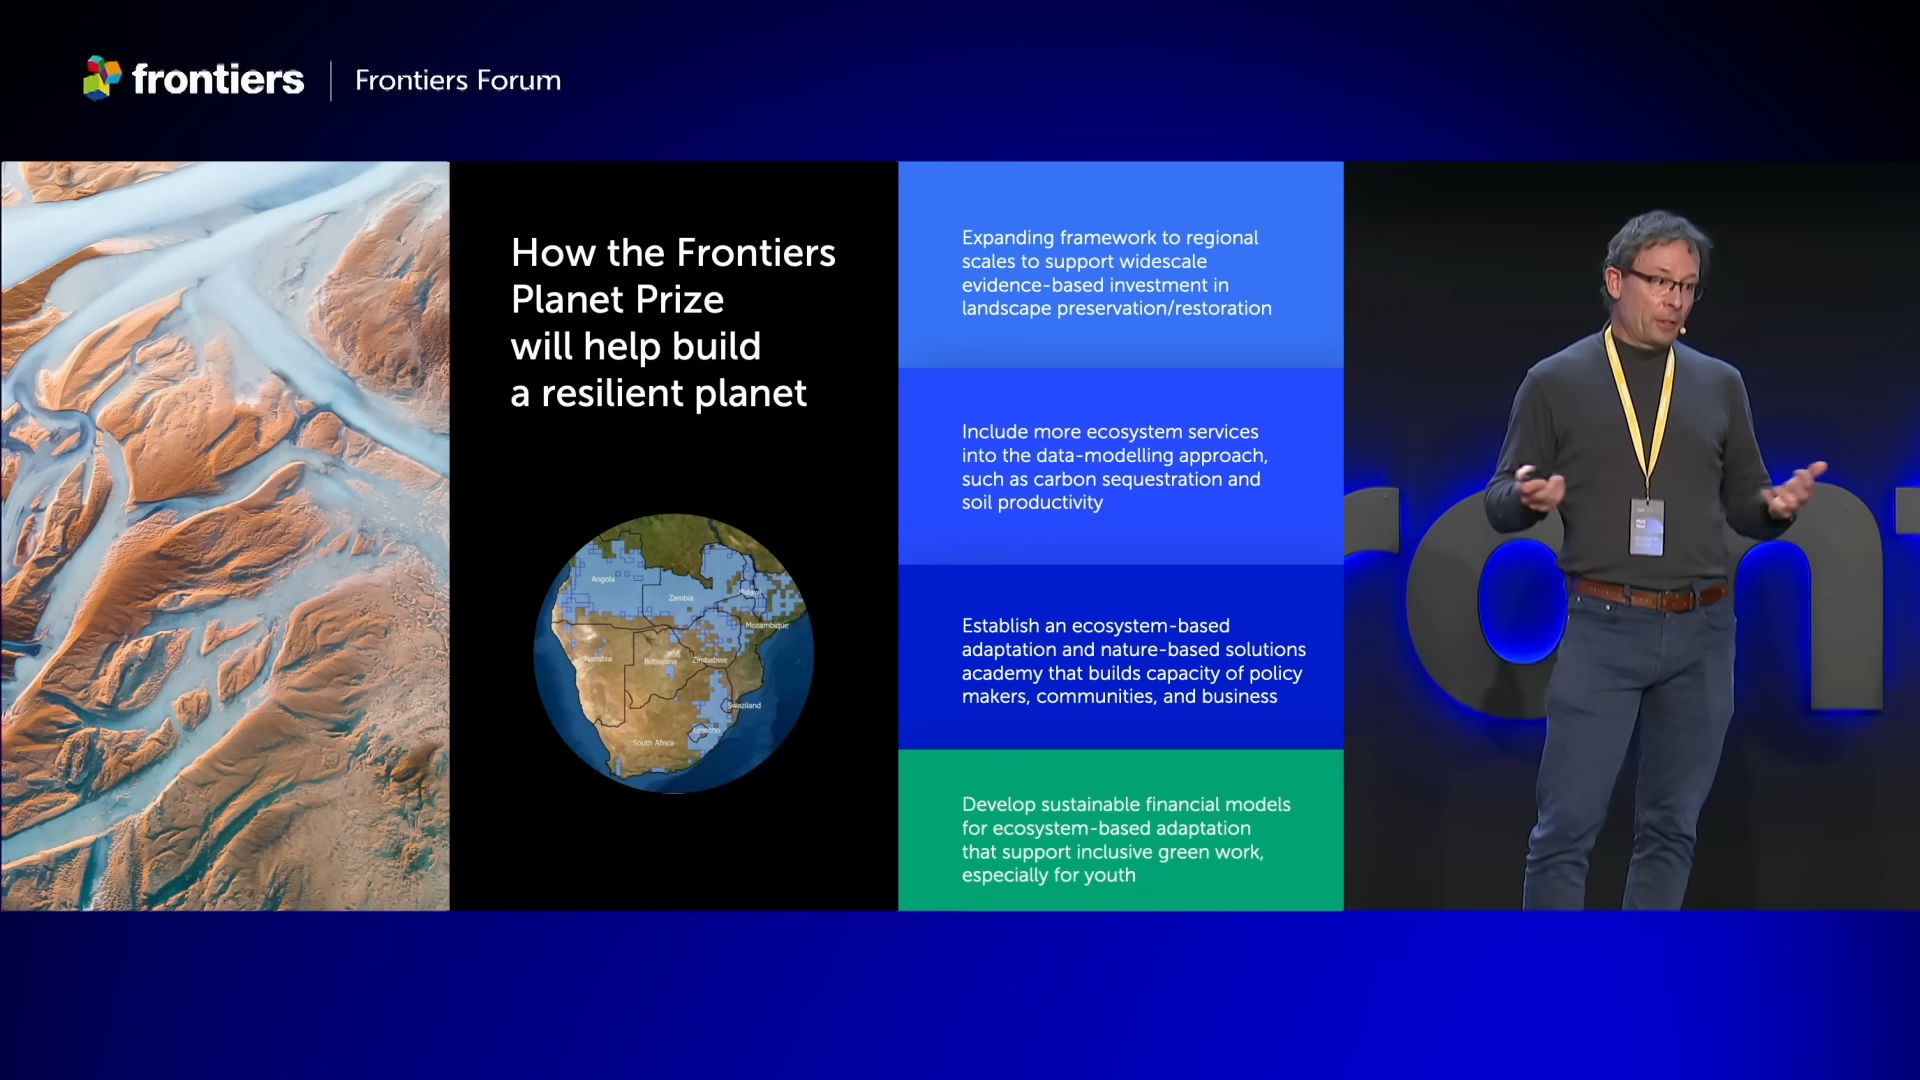 frontiers
Frontiers Forum
How the Frontiers
Planet Prize
will help build
a resilient planet
Angola
Zambia
Mozambique
Namibia
Botswana
Zimbabwe
Swaziland
Lesotho
South Africa
Expanding framework to regional
scales to support widescale
evidence-based investment in
landscape preservation/restoration
Include more ecosystem services
into the data-modelling approach,
such as carbon sequestration and
soil productivity
Establish an ecosystem-based
adaptation and nature-based solutions
academy that builds capacity of policy
makers, communities, and business
Develop sustainable financial models
for ecosystem-based adaptation
that support inclusive green work,
especially for youth